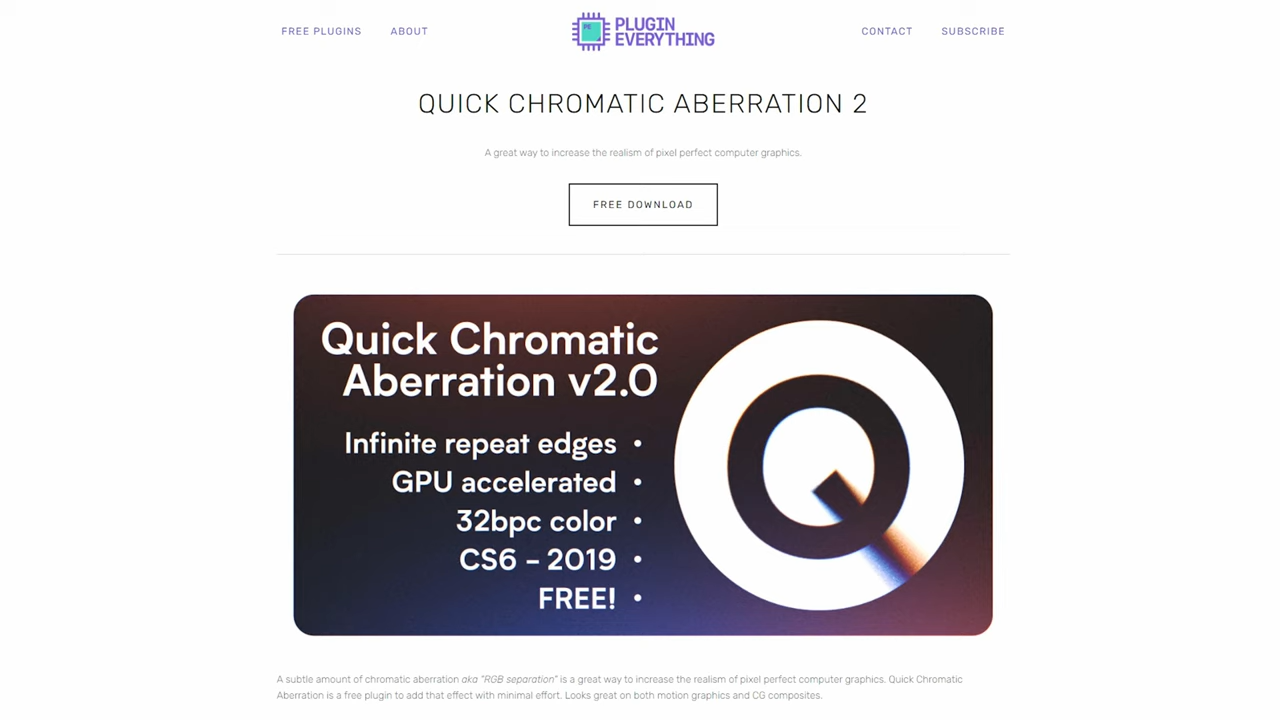 FREE PLUGINS
ABOUT
PLUGIN
EVERYTHING
CONTACT
SUBSCRIBE
QUICK CHROMATIC ABERRATION 2
A great way to increase the realism of pixel perfect computer graphics.
FREE DOWNLOAD
Quick Chromatic
Aberration v2.0
Infinite repeat edges •
GPU accelerated •
32bpc color •
CS6 – 2019 •
FREE! •
Q
A subtle amount of chromatic aberration aka "RGB separation" is a great way to increase the realism of pixel perfect computer graphics. Quick Chromatic
Aberration is a free plugin to add that effect with minimal effort. Looks great on both motion graphics and CG composites.